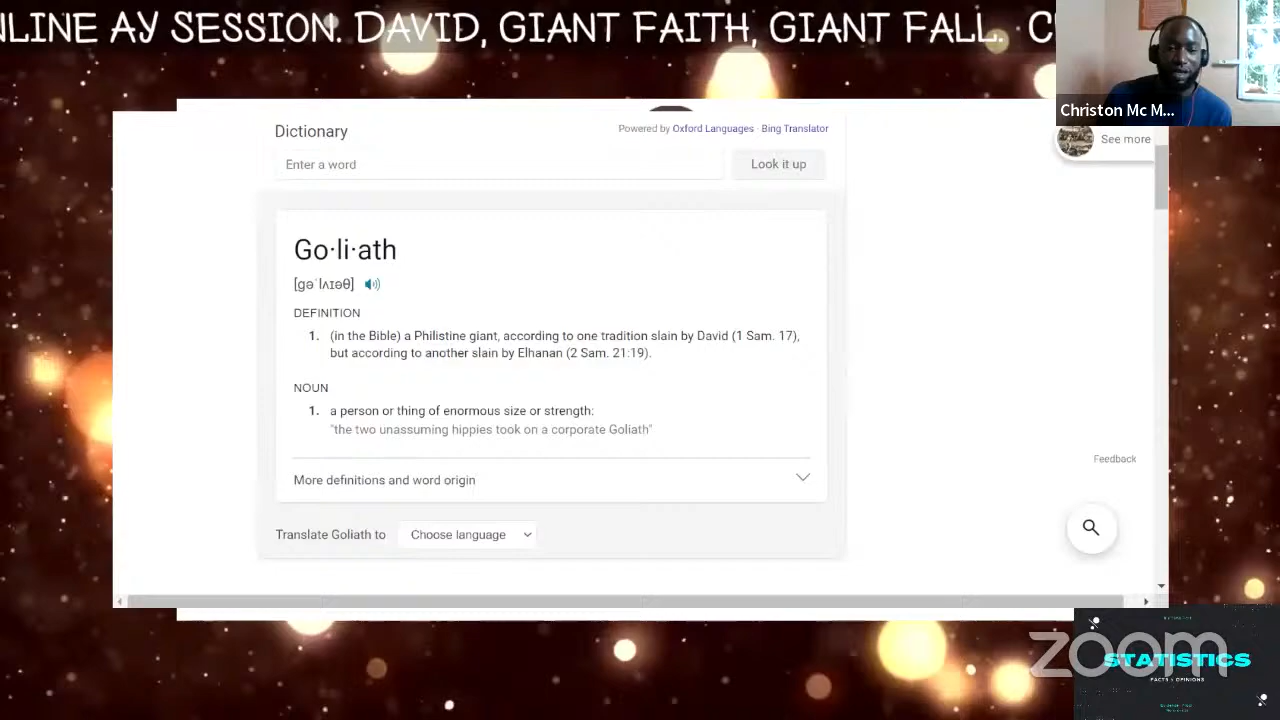 NLINE AY SESSION. DAVID, GIANT FAITH, GIANT FALL. C
Christon Mc M...
See more
Dictionary
Powered by Oxford Languages · Bing Translator
Enter a word
Look it up
Go·li·ath
[ɡəˈlʌɪəθ]
DEFINITION
1. (in the Bible) a Philistine giant, according to one tradition slain by David (1 Sam. 17),
but according to another slain by Elhanan (2 Sam. 21:19).
NOUN
1. a person or thing of enormous size or strength:
"the two unassuming hippies took on a corporate Goliath"
More definitions and word origin
Translate Goliath to
Choose language
Feedback
zoom
STATISTICS
FACTS & OPINIONS